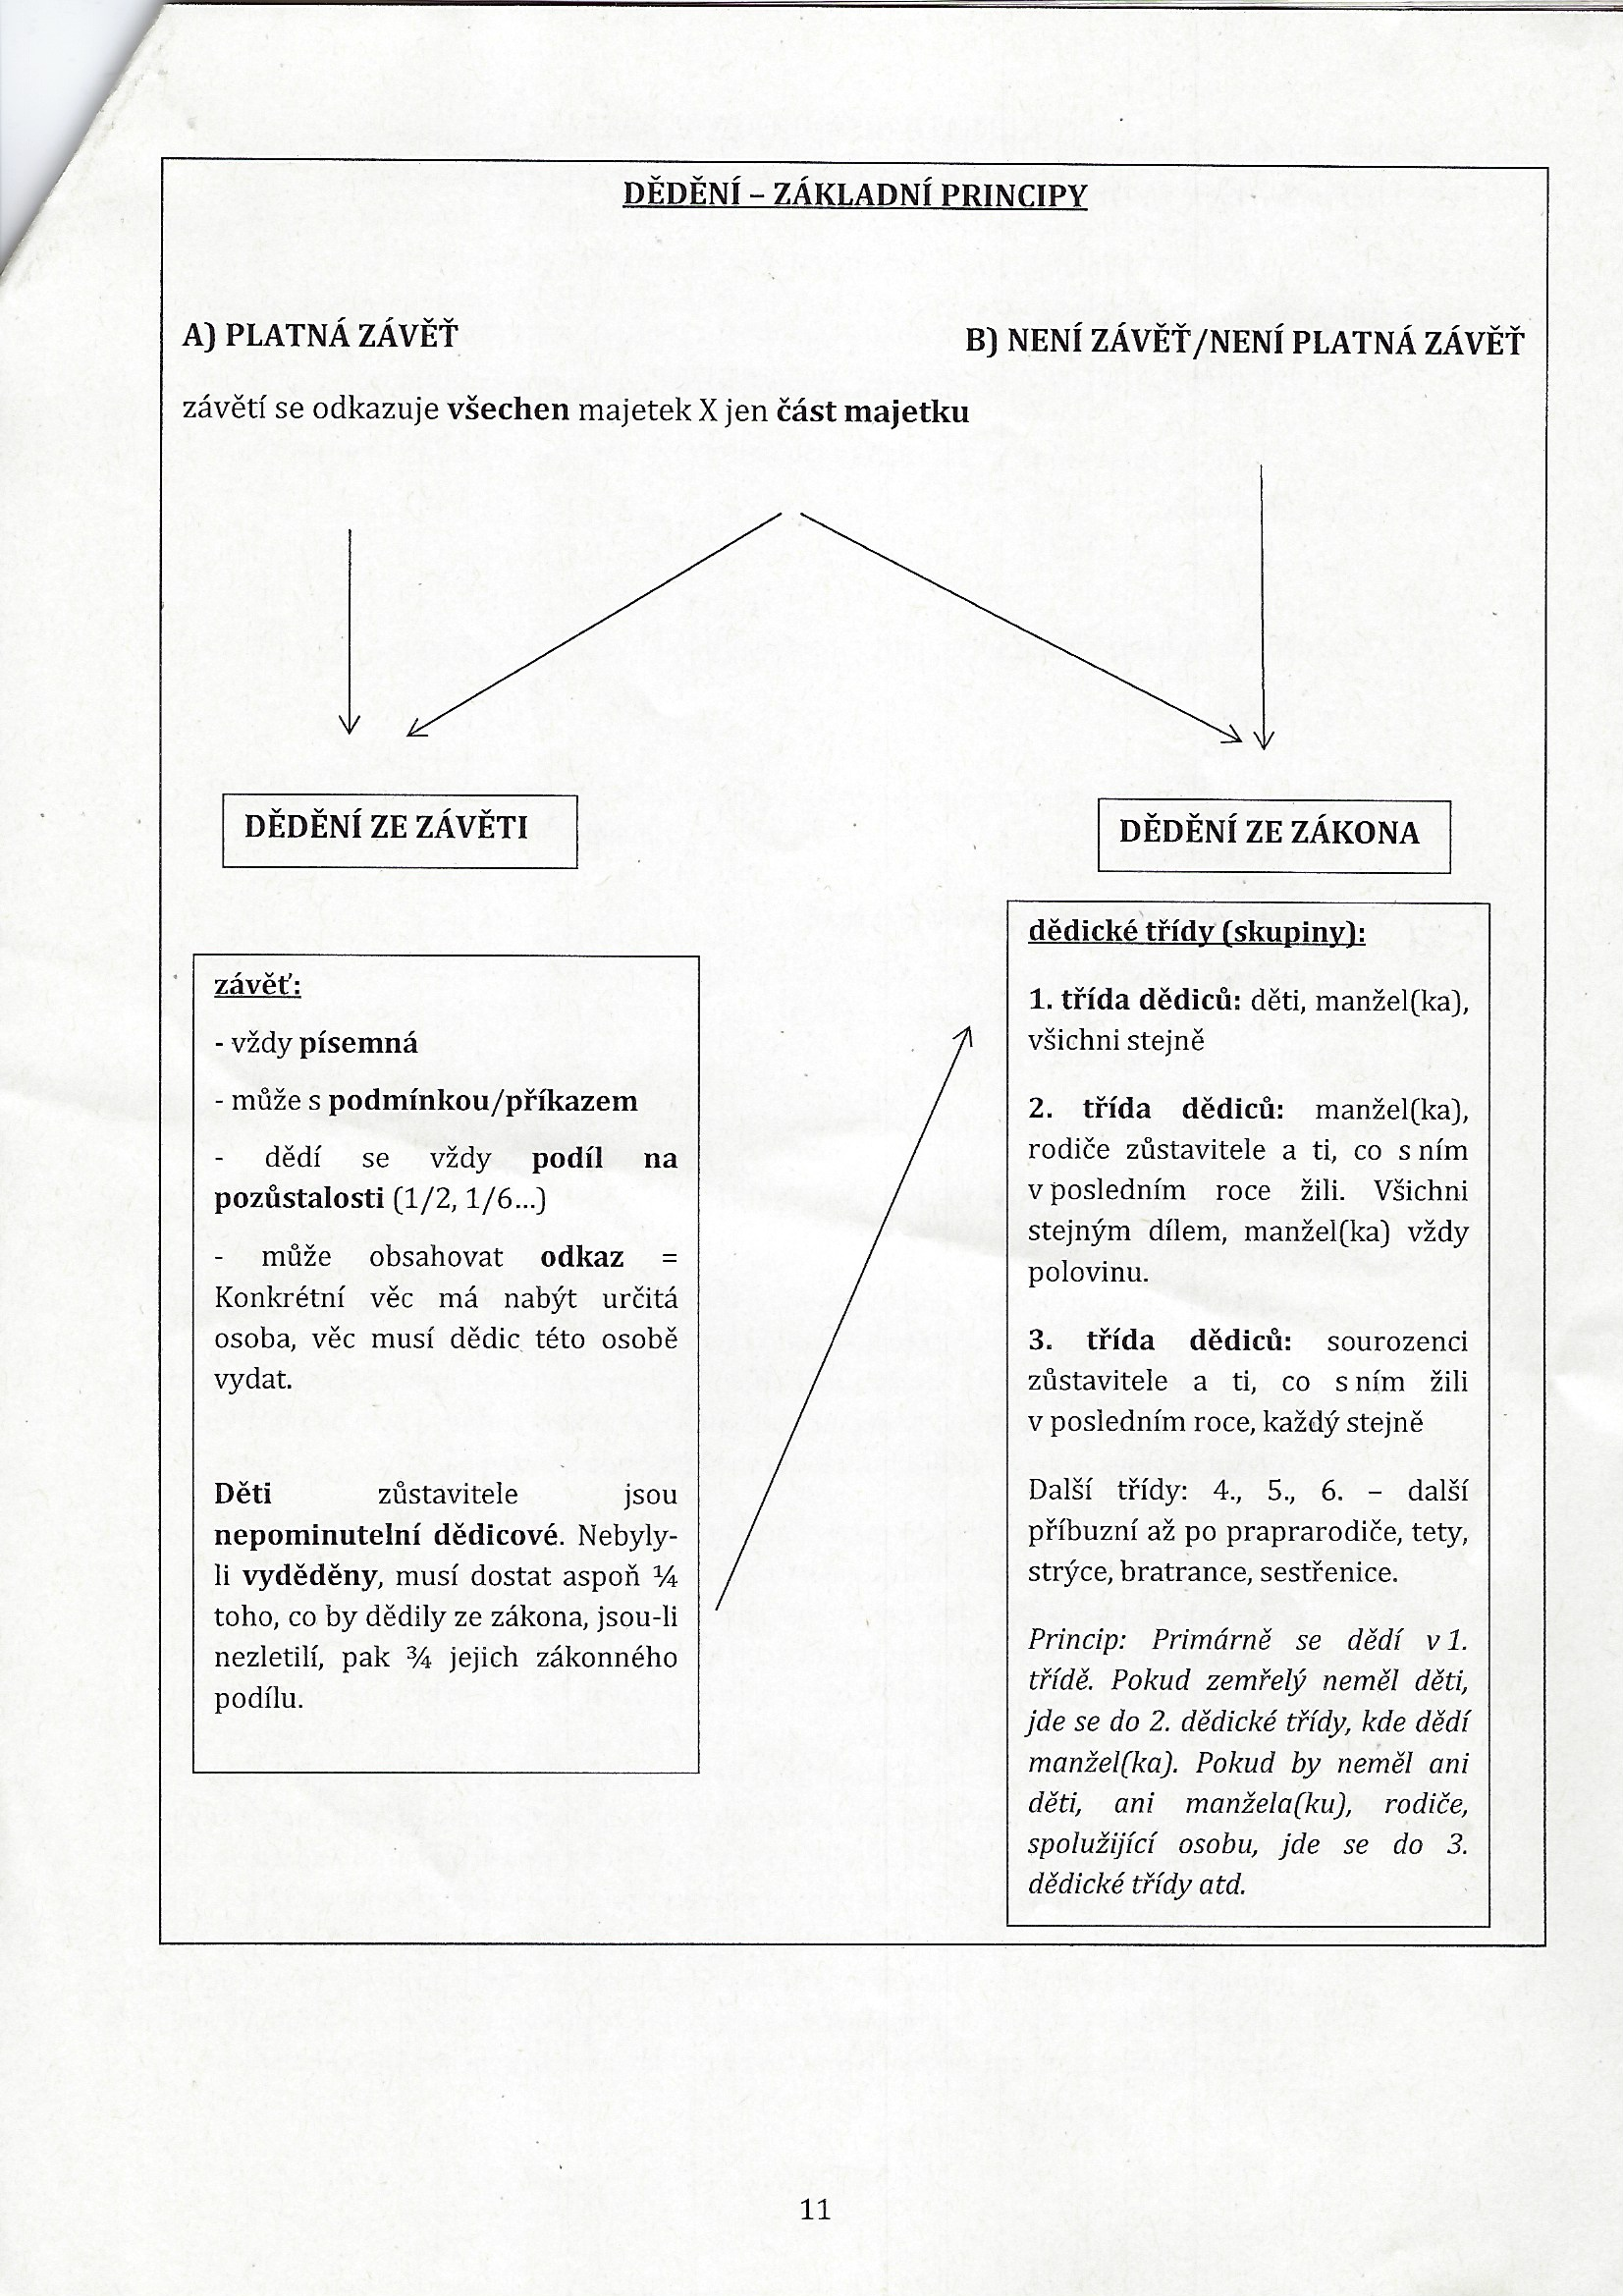 DĚDĚNÍ – ZÁKLADNÍ PRINCIPY
A) PLATNÁ ZÁVĚŤ
B) NENÍ ZÁVĚŤ/NENÍ PLATNÁ ZÁVĚŤ
závětí se odkazuje všechen majetek X jen část majetku
DĚDĚNÍ ZE ZÁVĚTI
závěť:
- vždy písemná
- může s podmínkou/příkazem
- dědí se vždy podíl na
pozůstalosti (1/2, 1/6...)
- může obsahovat odkaz =
Konkrétní věc má nabýt určitá
osoba, věc musí dědic této osobě
vydat.
Děti zůstavitele jsou
nepominutelní dědicové. Nebyly-
li vyděděny, musí dostat aspoň ¼
toho, co by dědily ze zákona, jsou-li
nezletilí, pak ¾ jejich zákonného
podílu.
DĚDĚNÍ ZE ZÁKONA
dědické třídy (skupiny):
1. třída dědiců: děti, manžel(ka),
všichni stejně
2. třída dědiců: manžel(ka),
rodiče zůstavitele a ti, co s ním
v posledním roce žili. Všichni
stejným dílem, manžel(ka) vždy
polovinu.
3. třída dědiců: sourozenci
zůstavitele a ti, co s ním žili
v posledním roce, každý stejně
Další třídy: 4., 5., 6. – další
příbuzní až po praprarodiče, tety,
strýce, bratrance, sestřenice.
Princip: Primárně se dědí v 1.
třídě. Pokud zemřelý neměl děti,
jde se do 2. dědické třídy, kde dědí
manžel(ka). Pokud by neměl ani
děti, ani manžela(ku), rodiče,
spolužijící osobu, jde se do 3.
dědické třídy atd.
11